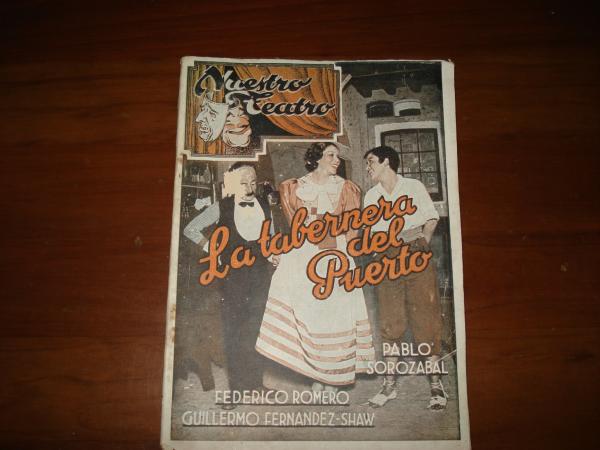 Nuestro
Teatro
La tabernera
del
Puerto
PABLO
SOROZABAL
FEDERICO ROMERO
GUILLERMO FERNANDEZ-SHAW